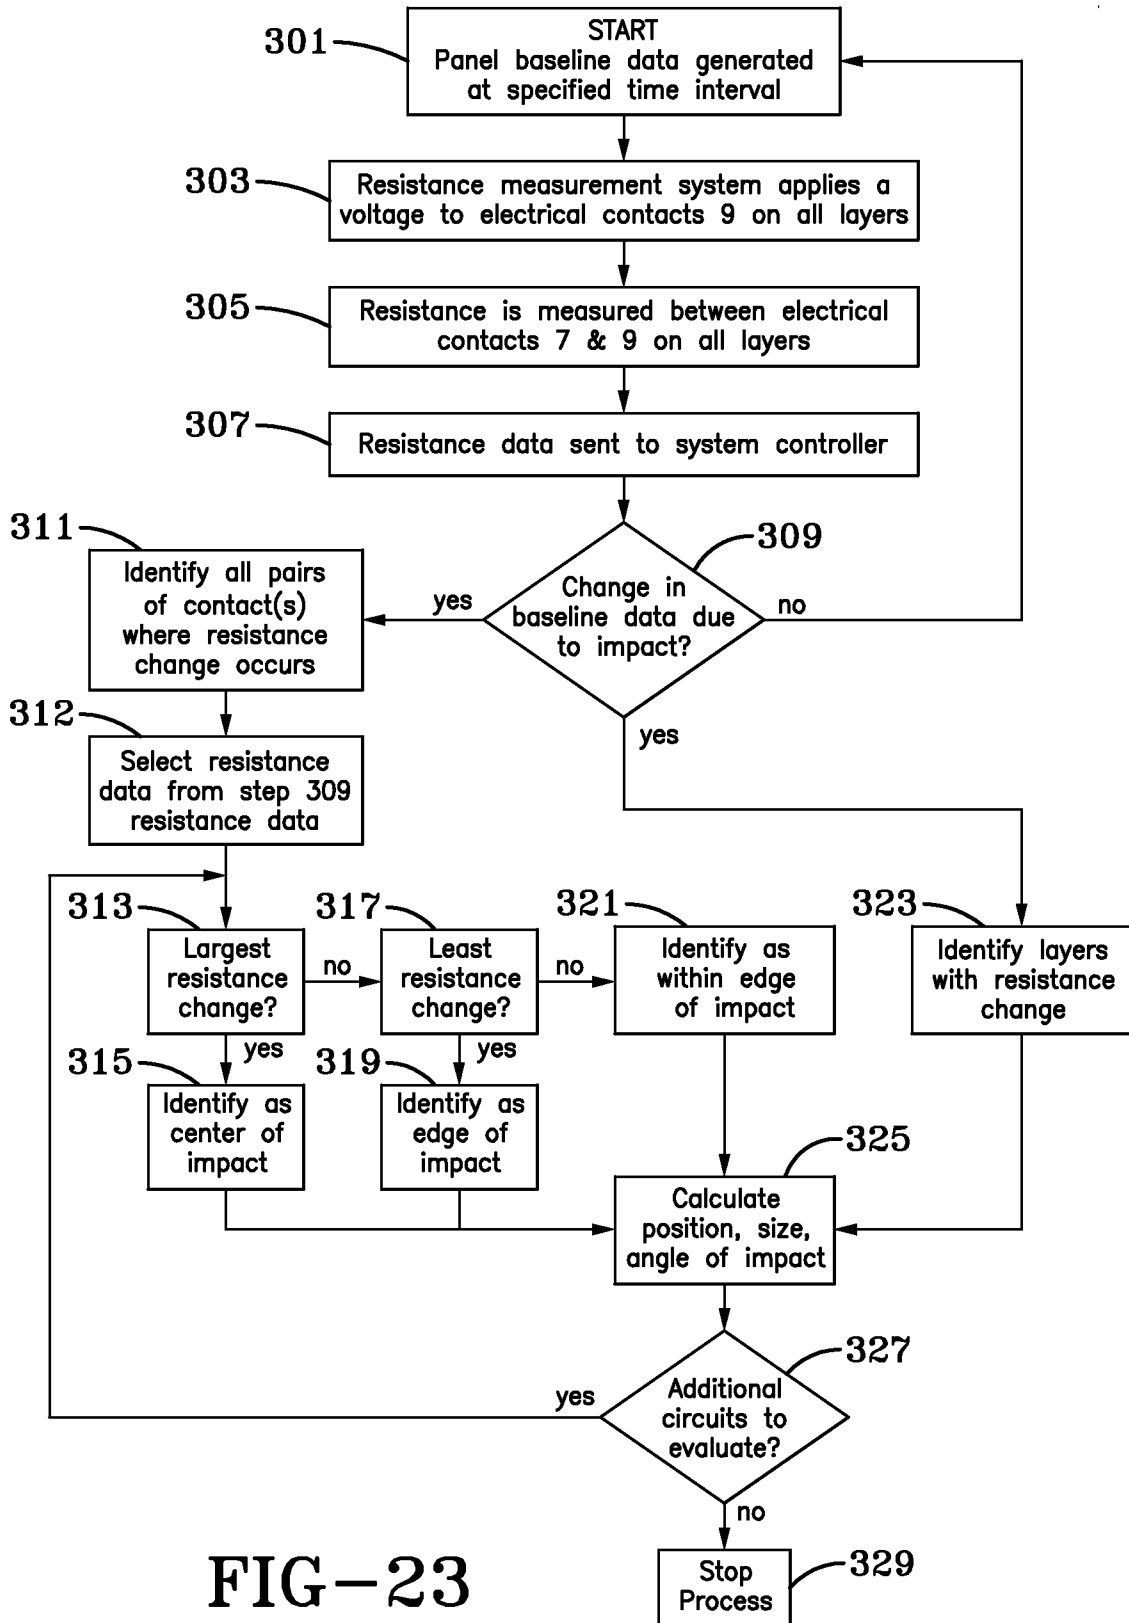 301
START
Panel baseline data generated
at specified time interval
303
Resistance measurement system applies a
voltage to electrical contacts 9 on all layers
305
Resistance is measured between electrical
contacts 7 & 9 on all layers
307
Resistance data sent to system controller
309
Change in
baseline data due
to impact?
yes
no
yes
311
Identify all pairs
of contact(s)
where resistance
change occurs
312
Select resistance
data from step 309
resistance data
313
Largest
resistance
change?
no
yes
317
Least
resistance
change?
no
yes
321
Identify as
within edge
of impact
323
Identify layers
with resistance
change
315
Identify as
center of
impact
319
Identify as
edge of
impact
325
Calculate
position, size,
angle of impact
327
Additional
circuits to
evaluate?
yes
no
329
Stop
Process
FIG-23